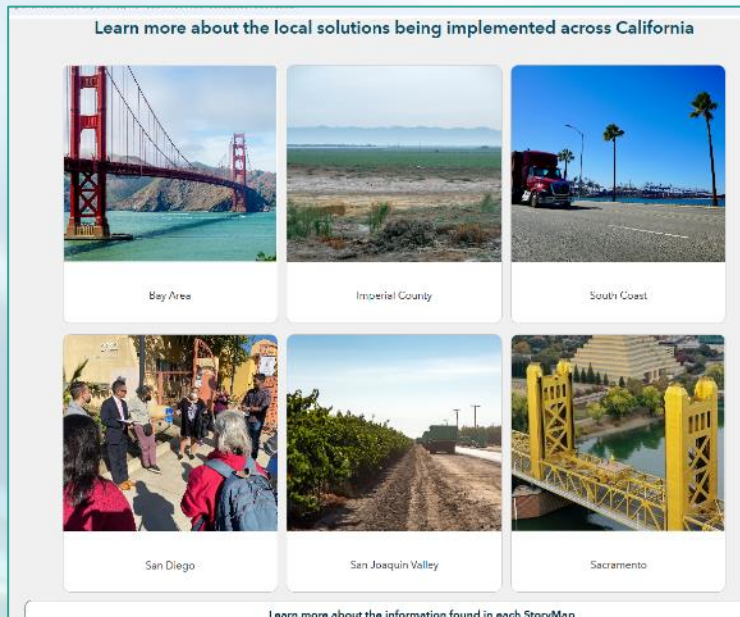 Learn more about the local solutions being implemented across California
Bay Area
Imperial County
South Coast
San Diego
San Joaquin Valley
Sacramento
Learn more about the information found in each StoryMap